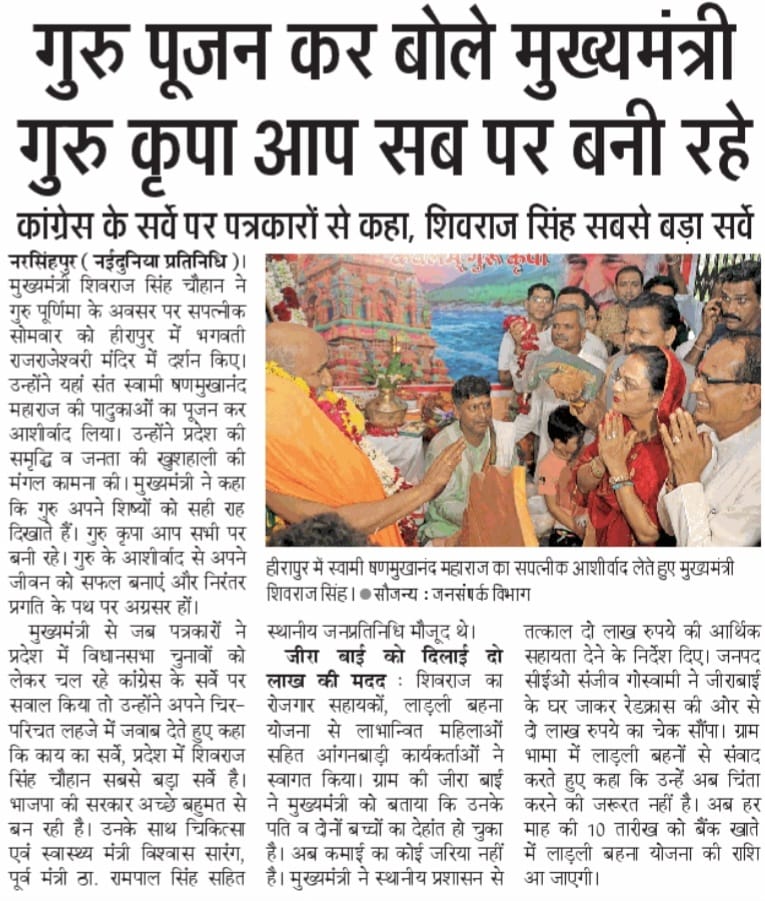 गुरु पूजन कर बोले मुख्यमंत्री
गुरु कृपा आप सब पर बनी रहे
कांग्रेस के सर्वे पर पत्रकारों से कहा, शिवराज सिंह सबसे बड़ा सर्वे
नरसिंहपुर ( नईदुनिया प्रतिनिधि )।
मुख्यमंत्री शिवराज सिंह चौहान ने
गुरु पूर्णिमा के अवसर पर सपत्नीक
सोमवार को हीरापुर में भगवती
राजराजेश्वरी मंदिर में दर्शन किए।
उन्होंने यहां संत स्वामी षणमुखानंद
महाराज की पादुकाओं का पूजन कर
आशीर्वाद लिया। उन्होंने प्रदेश की
समृद्धि व जनता की खुशहाली की
मंगल कामना की। मुख्यमंत्री ने कहा
कि गुरु अपने शिष्यों को सही राह
दिखाते हैं। गुरु कृपा आप सभी पर
बनी रहे। गुरु के आशीर्वाद से अपने
जीवन को सफल बनाएं और निरंतर
प्रगति के पथ पर अग्रसर हों।
मुख्यमंत्री से जब पत्रकारों ने
प्रदेश में विधानसभा चुनावों को
लेकर चल रहे कांग्रेस के सर्वे पर
सवाल किया तो उन्होंने अपने चिर-
परिचत लहजे में जवाब देते हुए कहा
कि काय का सर्वे, प्रदेश में शिवराज
सिंह चौहान सबसे बड़ा सर्वे है।
भाजपा की सरकार अच्छे बहुमत से
बन रही है। उनके साथ चिकित्सा
एवं स्वास्थ्य मंत्री विश्वास सारंग,
पूर्व मंत्री ठा. रामपाल सिंह सहित
गुरु कृपा
हीरापुर में स्वामी षणमुखानंद महाराज का सपत्नीक आशीर्वाद लेते हुए मुख्यमंत्री
शिवराज सिंह। ● सौजन्य : जनसंपर्क विभाग
स्थानीय जनप्रतिनिधि मौजूद थे।
जीरा बाई को दिलाई दो
लाख की मदद : शिवराज का
रोजगार सहायकों, लाड़ली बहना
योजना से लाभान्वित महिलाओं
सहित आंगनबाड़ी कार्यकर्ताओं ने
स्वागत किया। ग्राम की जीरा बाई
ने मुख्यमंत्री को बताया कि उनके
पति व दोनों बच्चों का देहांत हो चुका
है। अब कमाई का कोई जरिया नहीं
है। मुख्यमंत्री ने स्थानीय प्रशासन से
तत्काल दो लाख रुपये की आर्थिक
सहायता देने के निर्देश दिए। जनपद
सीईओ संजीव गोस्वामी ने जीराबाई
के घर जाकर रेडक्रास की ओर से
दो लाख रुपये का चेक सौंपा। ग्राम
भामा में लाड़ली बहनों से संवाद
करते हुए कहा कि उन्हें अब चिंता
करने की जरूरत नहीं है। अब हर
माह की 10 तारीख को बैंक खाते
में लाड़ली बहना योजना की राशि
आ जाएगी।